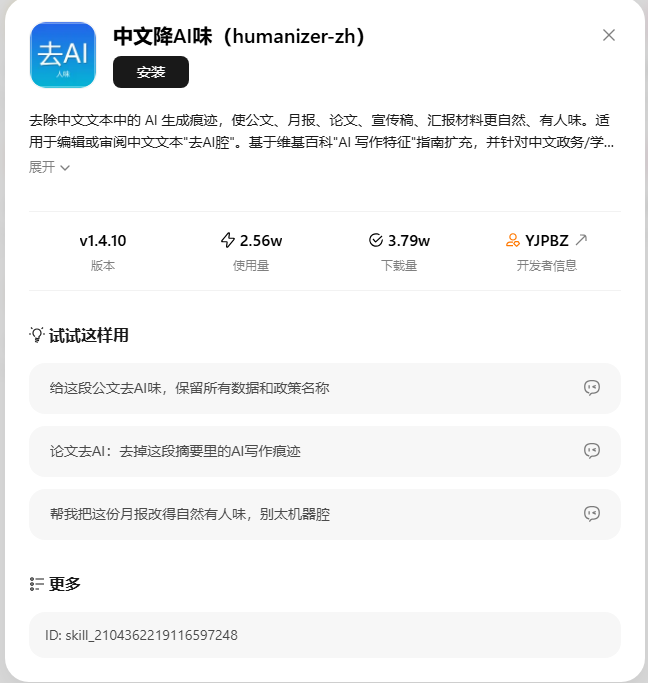 去AI
人味
中文降AI味（humanizer-zh）
安装
去除中文文本中的 AI 生成痕迹，使公文、月报、论文、宣传稿、汇报材料更自然、有人味。适
用于编辑或审阅中文文本"去AI腔"。基于维基百科"AI 写作特征"指南扩充，并针对中文政务/学...
展开
v1.4.10
版本
2.56w
使用量
3.79w
下载量
YJPBZ
开发者信息
试试这样用
给这段公文去AI味，保留所有数据和政策名称
论文去AI：去掉这段摘要里的AI写作痕迹
帮我把这份月报改得自然有人味，别太机器腔
更多
ID: skill_2104362219116597248